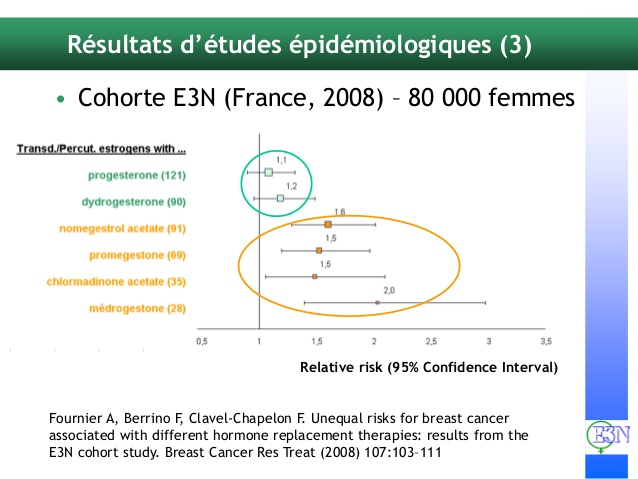 Résultats d’études épidémiologiques (3)
• Cohorte E3N (France, 2008) – 80 000 femmes
Transd./Percut. estrogens with ...
progesterone (121)
1,1
dydrogesterone (90)
1,2
nomegestrol acetate (91)
1,6
promegestone (69)
1,5
chlormadinone acetate (35)
1,5
médrogestone (28)
2,0
0,5 1 1,5 2 2,5 3 3,5
Relative risk (95% Confidence Interval)
Fournier A, Berrino F, Clavel-Chapelon F. Unequal risks for breast cancer
associated with different hormone replacement therapies: results from the
E3N cohort study. Breast Cancer Res Treat (2008) 107:103–111
E3N